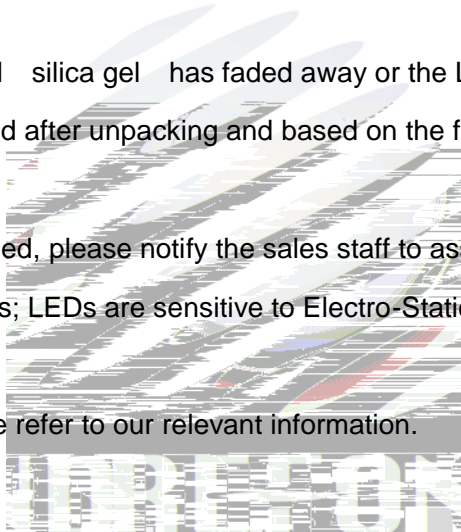 silica gel has faded away or the L
d after unpacking and based on the f
ed, please notify the sales staff to as
s; LEDs are sensitive to Electro-Static
e refer to our relevant information.